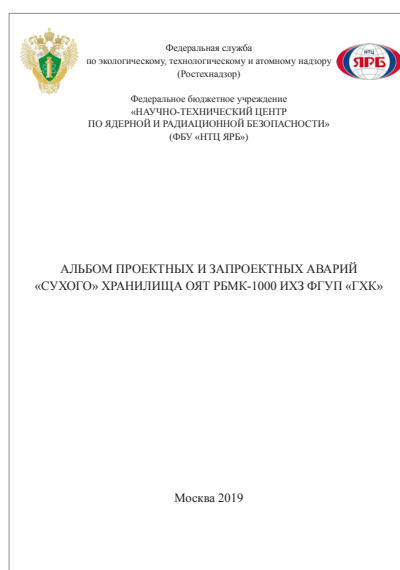 Федеральная служба
по экологическому, технологическому и атомному надзору
(Ростехнадзор)
НТЦ
ЯРБ
Федеральное бюджетное учреждение
«НАУЧНО-ТЕХНИЧЕСКИЙ ЦЕНТР
ПО ЯДЕРНОЙ И РАДИАЦИОННОЙ БЕЗОПАСНОСТИ»
(ФБУ «НТЦ ЯРБ»)
АЛЬБОМ ПРОЕКТНЫХ И ЗАПРОЕКТНЫХ АВАРИЙ
«СУХОГО» ХРАНИЛИЩА ОЯТ РБМК-1000 ИХЗ ФГУП «ГХК»
Москва 2019